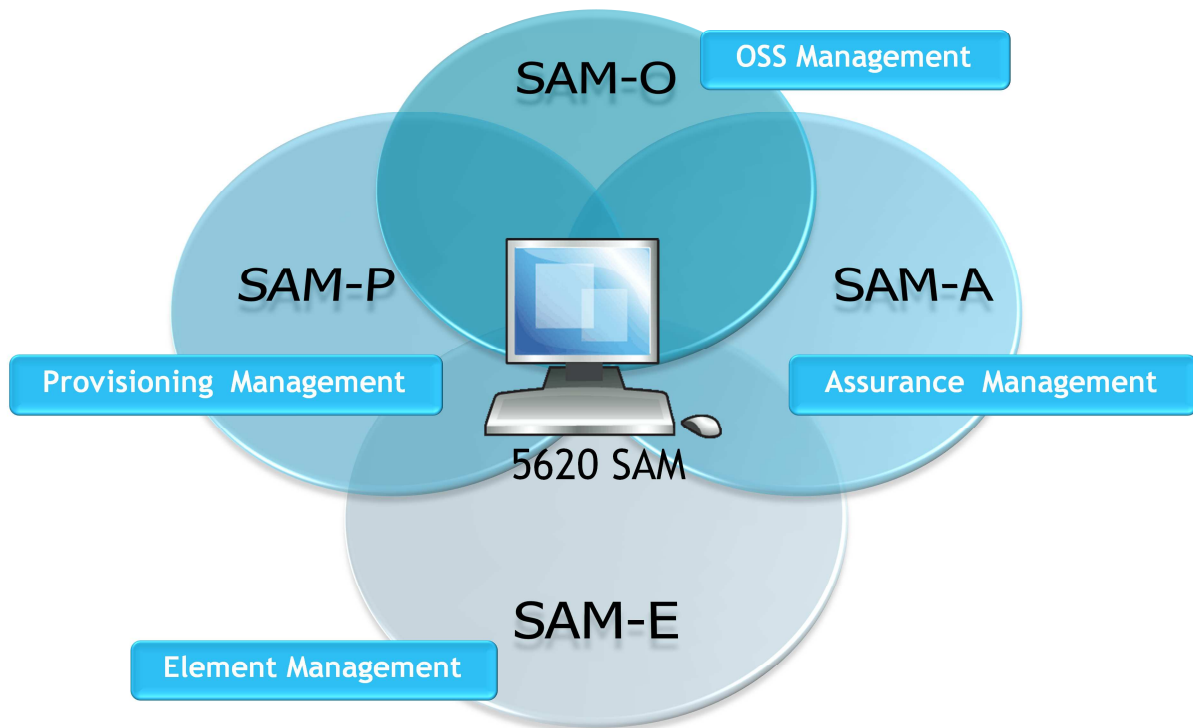 SAM-O
OSS Management
SAM-P
SAM-A
Provisioning Management
Assurance Management
5620 SAM
SAM-E
Element Management